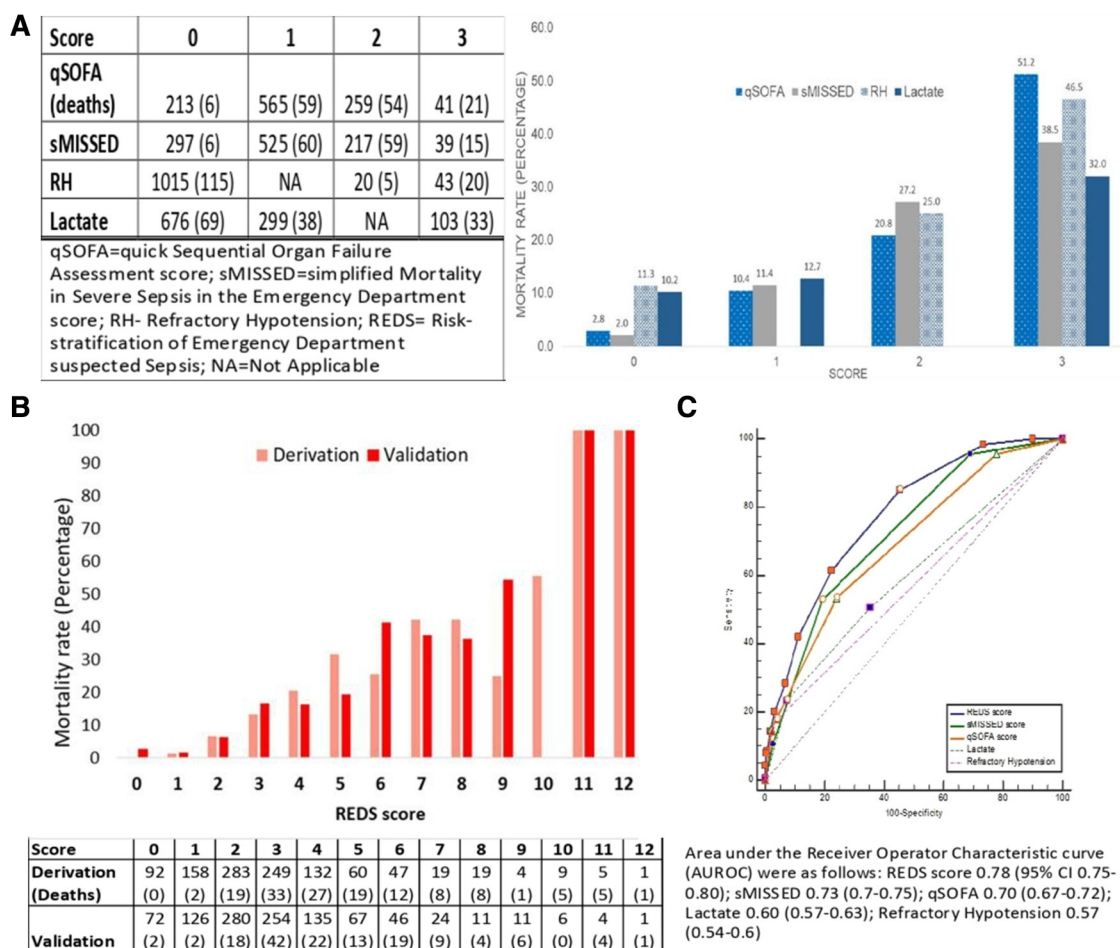 A
Score 0 1 2 3
qSOFA
(deaths) 213 (6) 565 (59) 259 (54) 41 (21)
sMISSED 297 (6) 525 (60) 217 (59) 39 (15)
RH 1015 (115) NA 20 (5) 43 (20)
Lactate 676 (69) 299 (38) NA 103 (33)
qSOFA=quick Sequential Organ Failure
Assessment score; sMISSED=simplified Mortality
in Severe Sepsis in the Emergency Department
score; RH- Refractory Hypotension; REDS= Risk-
stratification of Emergency Department
suspected Sepsis; NA=Not Applicable
MORTALITY RATE (PERCENTAGE)
60.0
50.0
40.0
30.0
20.0
10.0
0.0
qSOFA sMISSED RH Lactate
2.8 2.0 11.3 10.2
10.4 11.4 12.7
20.8 27.2 25.0
51.2 38.5 46.5 32.0
0 1 2 3
SCORE
B
Mortality rate (Percentage)
100
90
80
70
60
50
40
30
20
10
0
Derivation Validation
0 1 2 3 4 5 6 7 8 9 10 11 12
REDS score
Score 0 1 2 3 4 5 6 7 8 9 10 11 12
Derivation 92 158 283 249 132 60 47 19 19 4 9 5 1
(Deaths) (0) (2) (19) (33) (27) (19) (12) (8) (8) (1) (5) (5) (1)
72 126 280 254 135 67 46 24 11 11 6 4 1
Validation (2) (2) (18) (42) (22) (13) (19) (9) (4) (6) (0) (4) (1)
C
Sensitivity
100
80
60
40
20
0
REDS score
sMISSED score
qSOFA score
Lactate
Refractory Hypotension
0 20 40 60 80 100
100-Specificity
Area under the Receiver Operator Characteristic curve
(AUROC) were as follows: REDS score 0.78 (95% CI 0.75-
0.80); sMISSED 0.73 (0.7-0.75); qSOFA 0.70 (0.67-0.72);
Lactate 0.60 (0.57-0.63); Refractory Hypotension 0.57
(0.54-0.6)